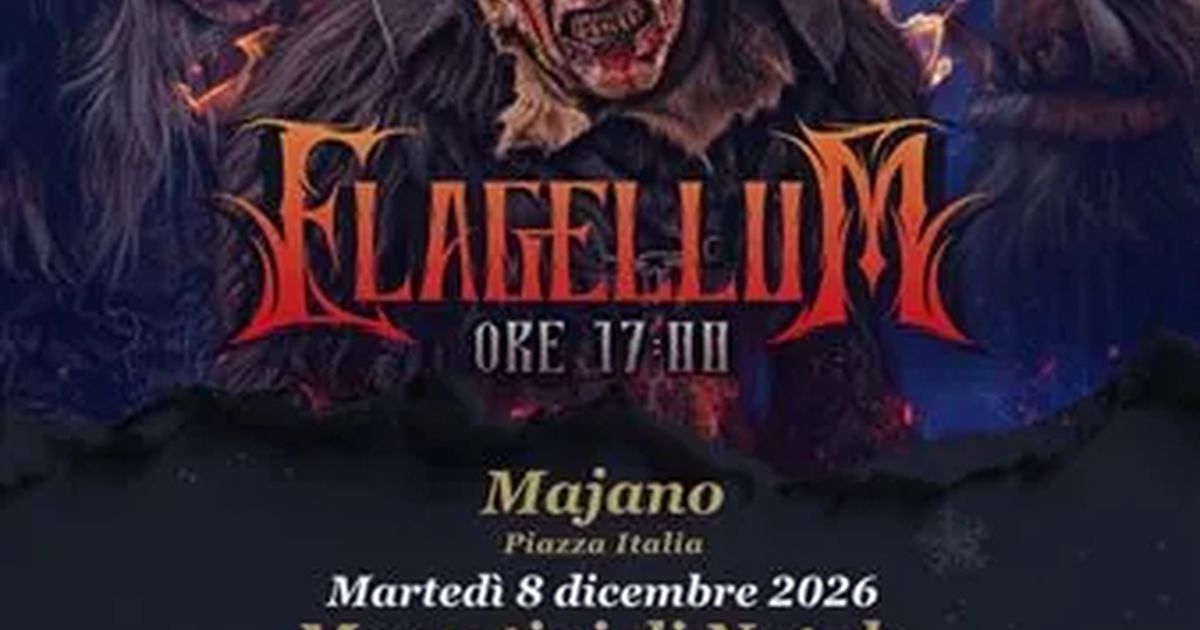 FLAGELLUM
ORE 17:00
Majano
Piazza Italia
Martedì 8 dicembre 2026